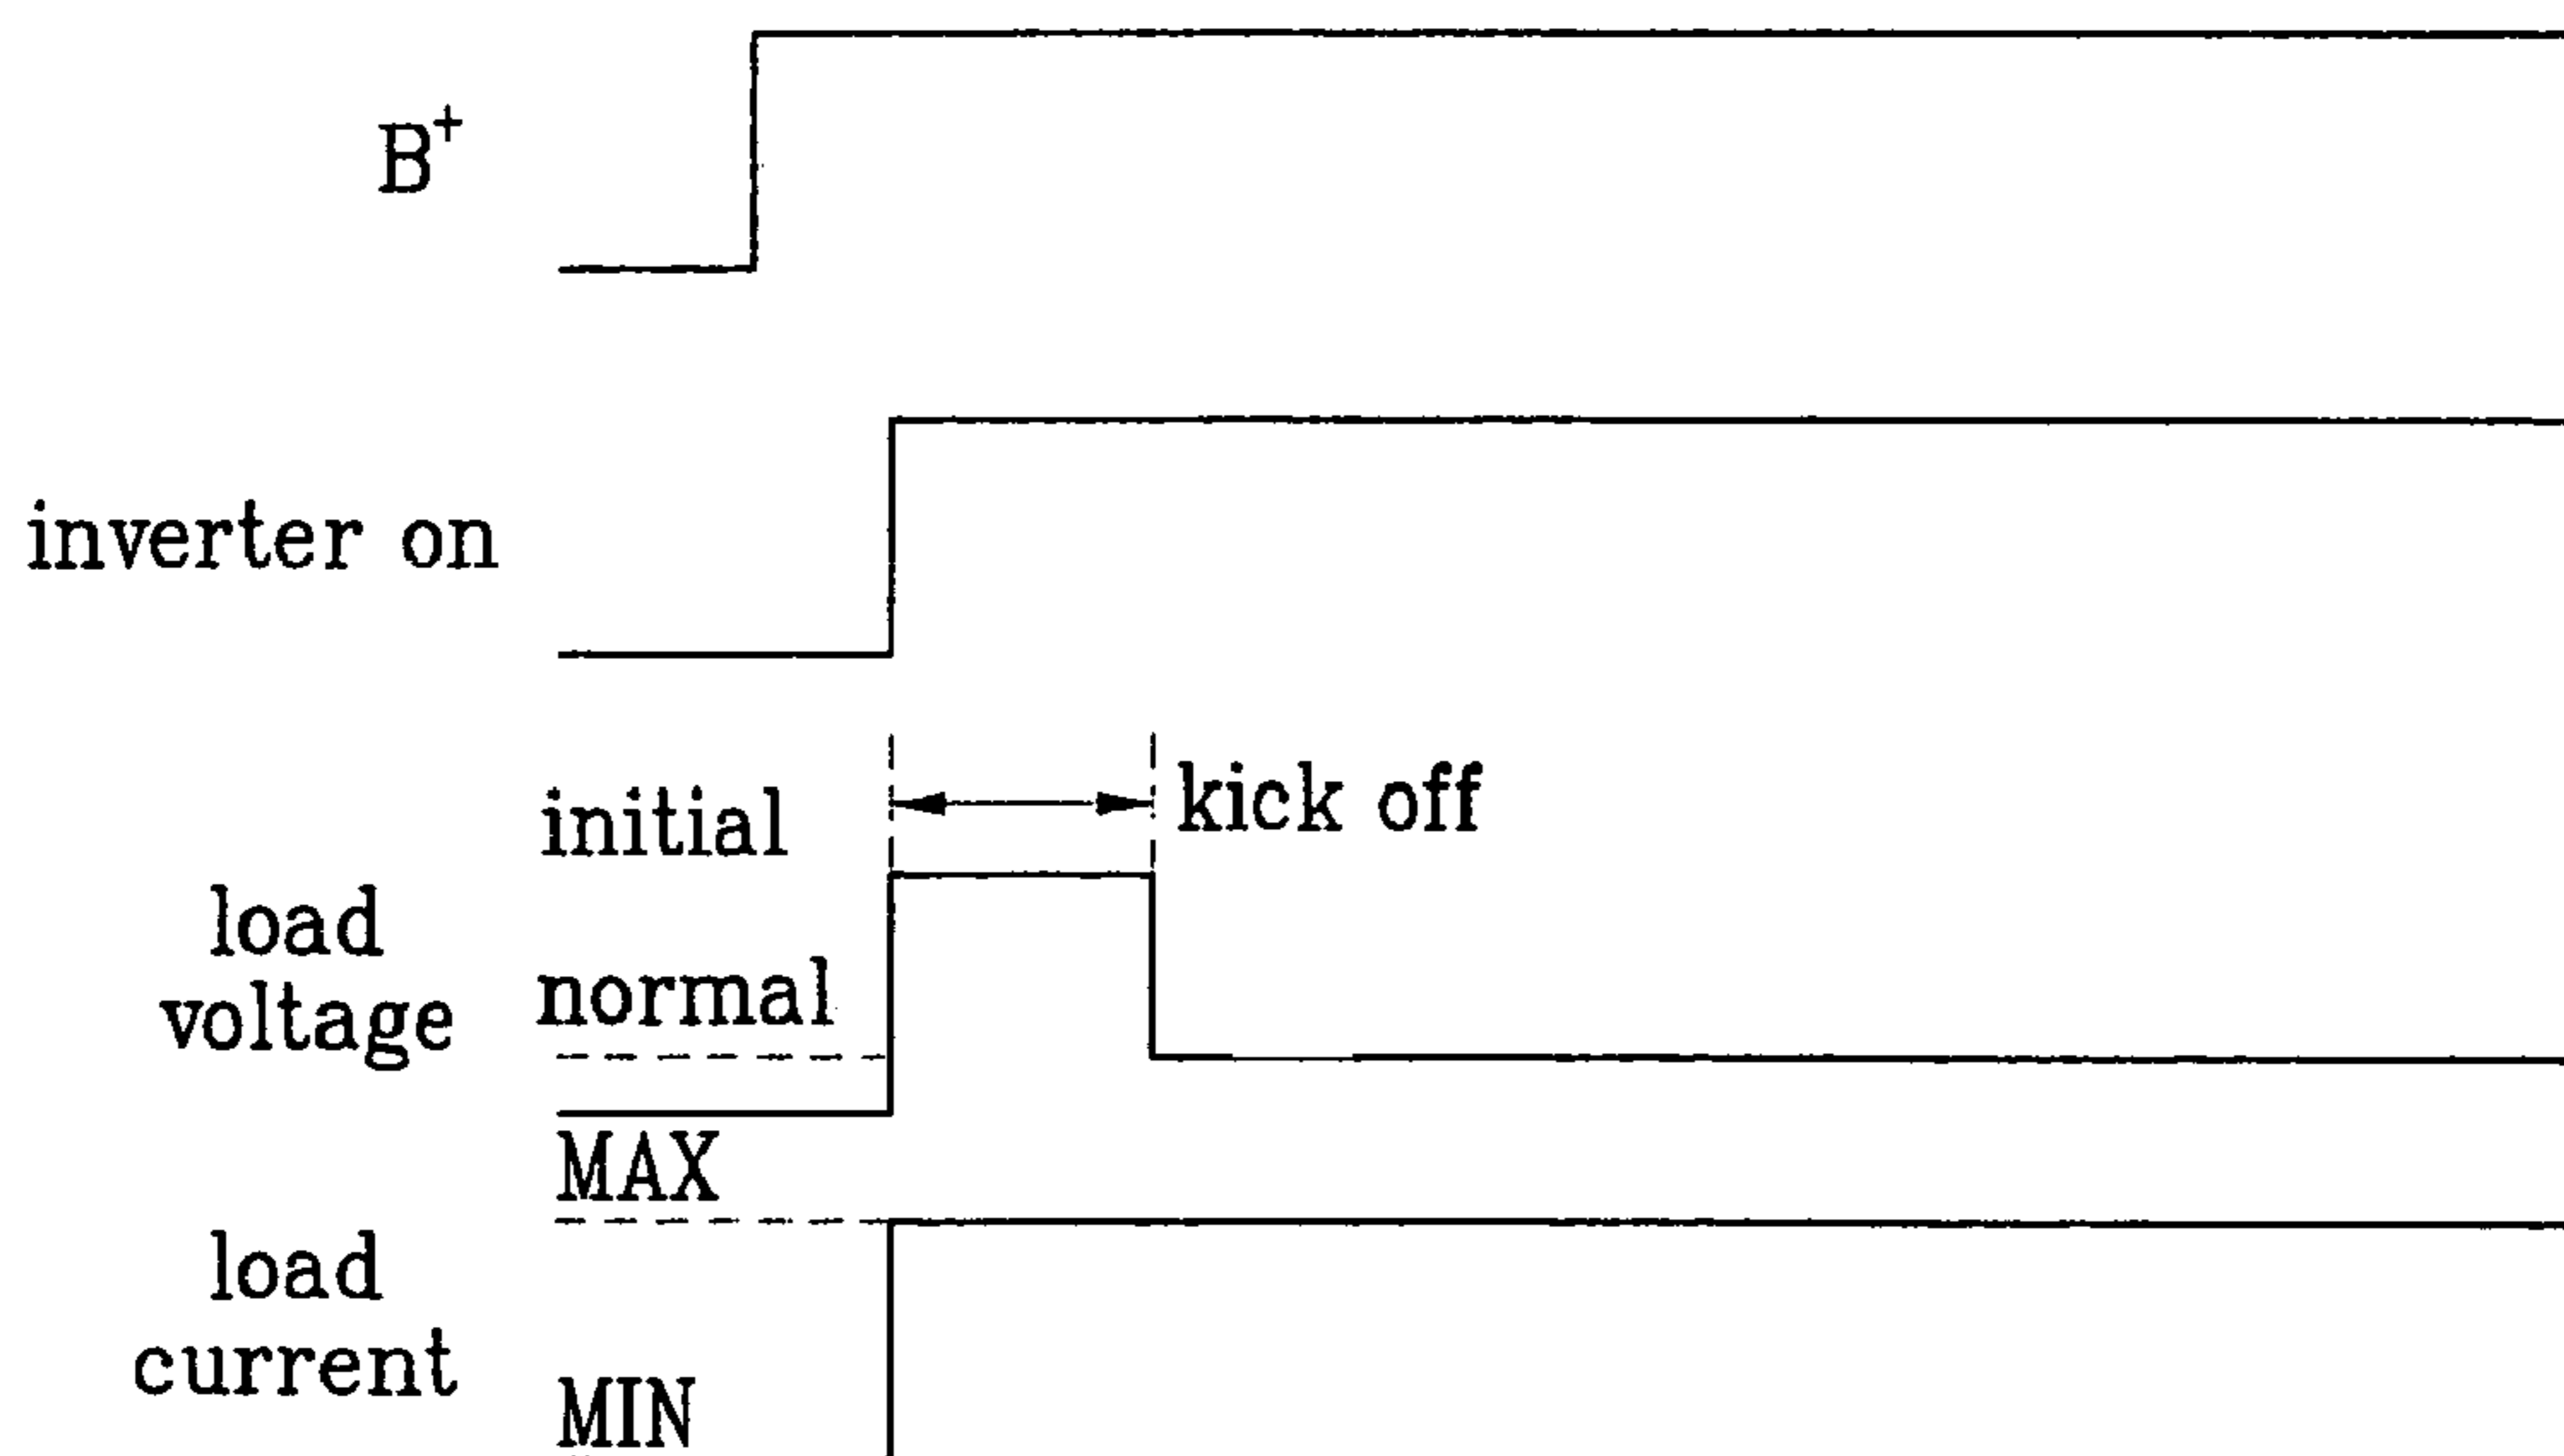 B⁺
inverter on
initial
kick off
load
voltage
normal
MAX
load
current
MIN